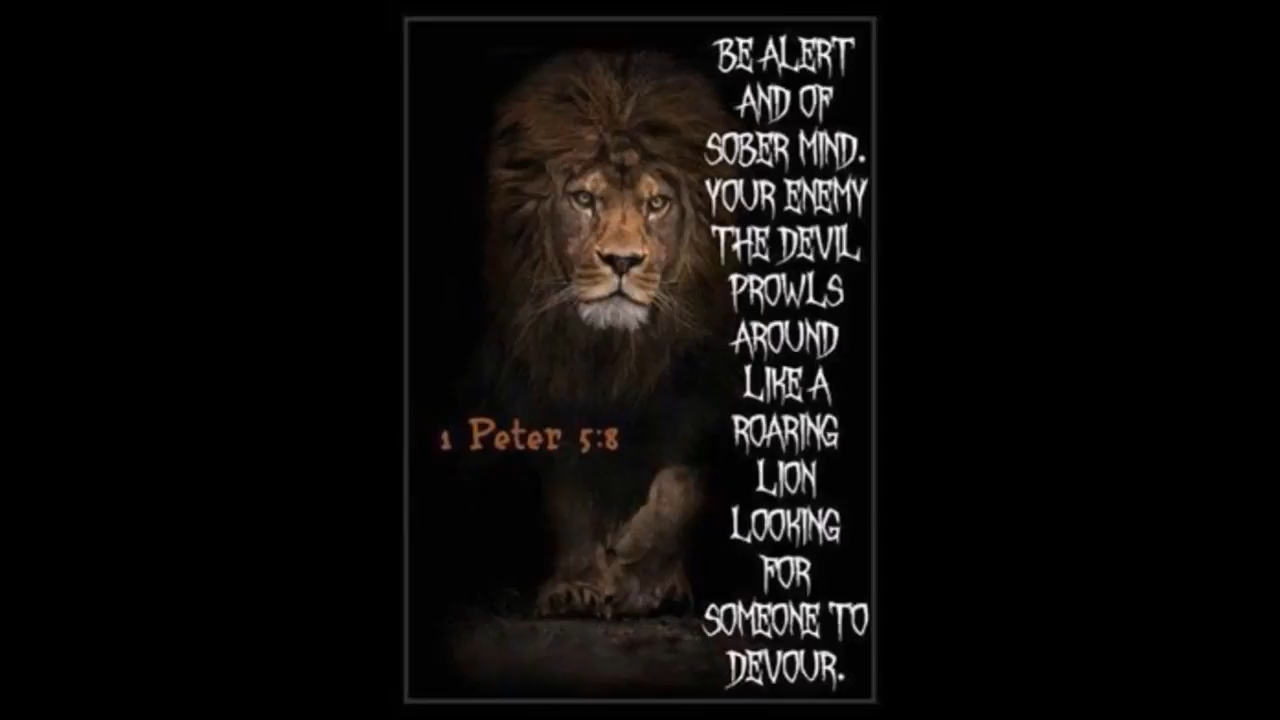 BE ALERT
AND OF
SOBER MIND.
YOUR ENEMY
THE DEVIL
PROWLS
AROUND
LIKE A
ROARING
LION
LOOKING
FOR
SOMEONE TO
DEVOUR.
1 Peter 5:8